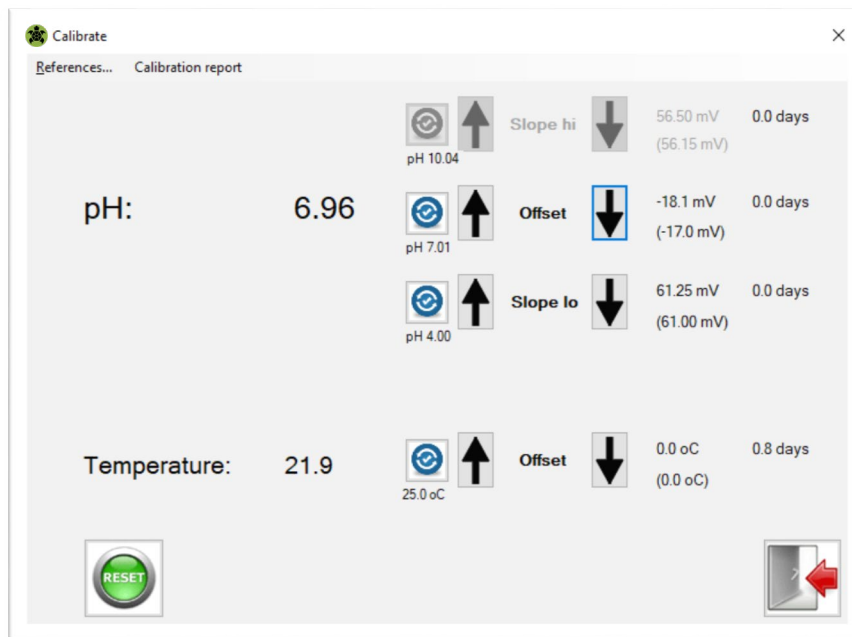 Calibrate
References... Calibration report
Slope hi 56.50 mV 0.0 days
(56.15 mV)
pH 10.04
pH: 6.96 Offset -18.1 mV 0.0 days
(-17.0 mV)
pH 7.01
Slope lo 61.25 mV 0.0 days
(61.00 mV)
pH 4.00
Temperature: 21.9 Offset 0.0 oC 0.8 days
(0.0 oC)
25.0 oC
RESET